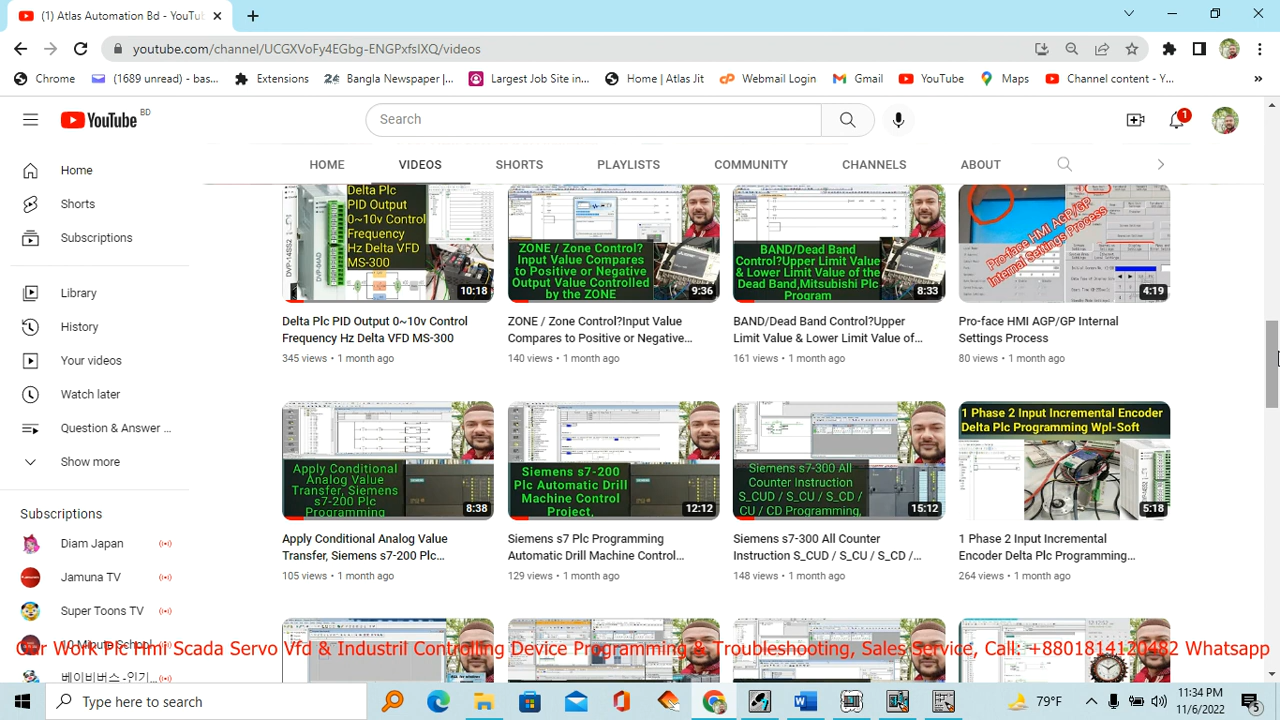 (1) Atlas Automation Bd - YouTu
youtube.com/channel/UCGXVoFy4EGbg-ENGPxfsIXQ/videos
Chrome (1689 unread) - bas... Extensions Bangla Newspaper |... Largest Job Site in... Home | Atlas Jit Webmail Login Gmail YouTube Maps Channel content - Y... »
YouTube BD
Search
1
HOME VIDEOS SHORTS PLAYLISTS COMMUNITY CHANNELS ABOUT
Home
Shorts
Subscriptions
Library
History
Your videos
Watch later
Question & Answer ...
Show more
Subscriptions
Diam Japan
Jamuna TV
Super Toons TV
10 Minute School
베이비버스 -인기
Delta Plc
PID Output
0~10v Control
Frequency
Hz Delta VFD
MS-300
10:18
Delta Plc PID Output 0~10v Control
Frequency Hz Delta VFD MS-300
345 views • 1 month ago
ZONE / Zone Control?
Input Value Compares
to Positive or Negative
Output Value Controlled
by the ZONE
9:36
ZONE / Zone Control?Input Value
Compares to Positive or Negative...
140 views • 1 month ago
BAND/Dead Band
Control?Upper Limit Value
& Lower Limit Value of the
Dead Band,Mitsubishi Plc
Program
8:33
BAND/Dead Band Control?Upper
Limit Value & Lower Limit Value of...
161 views • 1 month ago
Pro-face HMI AGP/GP
Internal Settings Process
4:19
Pro-face HMI AGP/GP Internal
Settings Process
80 views • 1 month ago
Apply Conditional
Analog Value
Transfer, Siemens
s7-200 Plc
Programming
8:38
Apply Conditional Analog Value
Transfer, Siemens s7-200 Plc...
105 views • 1 month ago
Siemens s7-200
Plc Automatic Drill
Machine Control
Project,
12:12
Siemens s7 Plc Programming
Automatic Drill Machine Control...
129 views • 1 month ago
Siemens s7-300 All
Counter Instruction
S_CUD / S_CU / S_CD /
CU / CD Programming,
15:12
Siemens s7-300 All Counter
Instruction S_CUD / S_CU / S_CD /...
148 views • 1 month ago
1 Phase 2 Input Incremental Encoder
Delta Plc Programming Wpl-Soft
5:18
1 Phase 2 Input Incremental
Encoder Delta Plc Programming...
264 views • 1 month ago
Our Work Plc Hmi Scada Servo Vfd & Industril Controlling Device Programming & Troubleshooting, Sales Service, Call: +8801814120482 Whatsapp
Type here to search
79°F
11:34 PM
11/6/2022
5